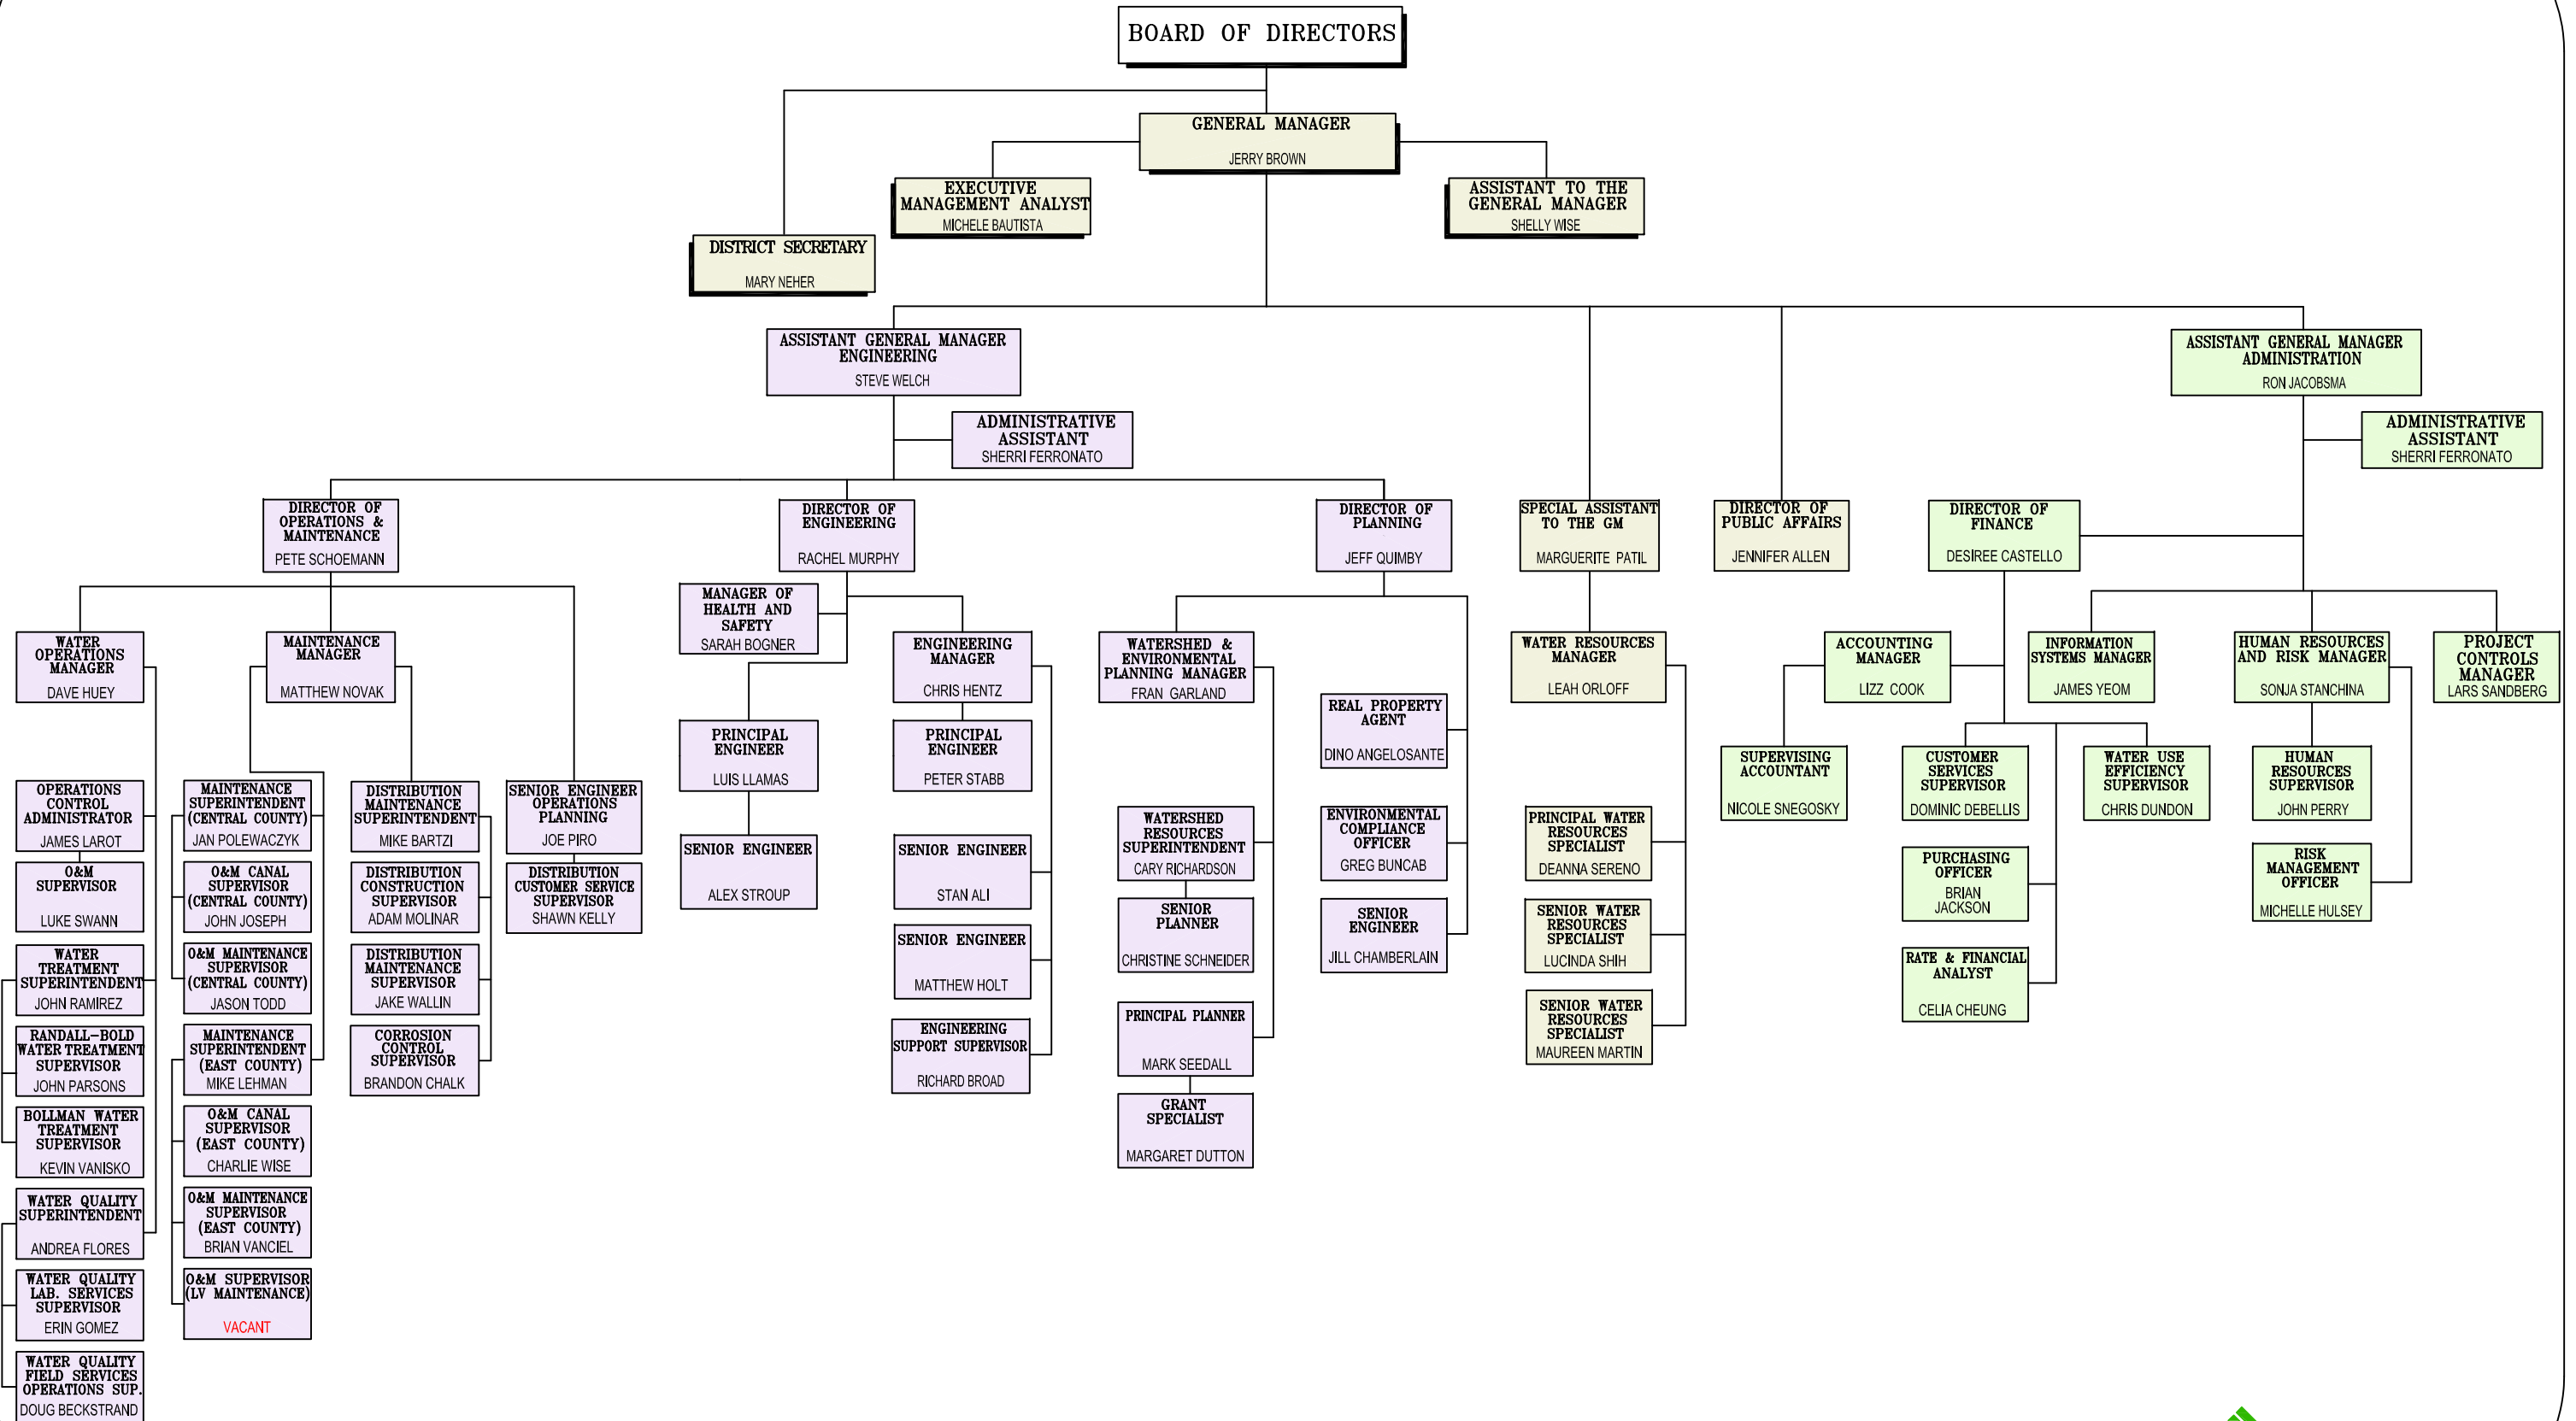 BOARD OF DIRECTORS
GENERAL MANAGER
JERRY BROWN
EXECUTIVE
MANAGEMENT ANALYST
MICHELE BAUTISTA
ASSISTANT TO THE
GENERAL MANAGER
SHELLY WISE
DISTRICT SECRETARY
MARY NEHER
ASSISTANT GENERAL MANAGER
ENGINEERING
STEVE WELCH
ASSISTANT GENERAL MANAGER
ADMINISTRATION
RON JACOBSMA
ADMINISTRATIVE
ASSISTANT
SHERRI FERRONATO
ADMINISTRATIVE
ASSISTANT
SHERRI FERRONATO
DIRECTOR OF
OPERATIONS &
MAINTENANCE
PETE SCHOEMANN
DIRECTOR OF
ENGINEERING
RACHEL MURPHY
DIRECTOR OF
PLANNING
JEFF QUIMBY
SPECIAL ASSISTANT
TO THE GM
MARGUERITE PATIL
DIRECTOR OF
PUBLIC AFFAIRS
JENNIFER ALLEN
DIRECTOR OF
FINANCE
DESIREE CASTELLO
MANAGER OF
HEALTH AND
SAFETY
SARAH BOGNER
WATER
OPERATIONS
MANAGER
DAVE HUEY
MAINTENANCE
MANAGER
MATTHEW NOVAK
ENGINEERING
MANAGER
CHRIS HENTZ
WATERSHED &
ENVIRONMENTAL
PLANNING MANAGER
FRAN GARLAND
WATER RESOURCES
MANAGER
LEAH ORLOFF
ACCOUNTING
MANAGER
LIZZ COOK
INFORMATION
SYSTEMS MANAGER
JAMES YEOM
HUMAN RESOURCES
AND RISK MANAGER
SONJA STANCHINA
PROJECT
CONTROLS
MANAGER
LARS SANDBERG
REAL PROPERTY
AGENT
DINO ANGELOSANTE
PRINCIPAL
ENGINEER
LUIS LLAMAS
PRINCIPAL
ENGINEER
PETER STABB
SUPERVISING
ACCOUNTANT
NICOLE SNEGOSKY
CUSTOMER
SERVICES
SUPERVISOR
DOMINIC DEBELLIS
WATER USE
EFFICIENCY
SUPERVISOR
CHRIS DUNDON
HUMAN
RESOURCES
SUPERVISOR
JOHN PERRY
OPERATIONS
CONTROL
ADMINISTRATOR
JAMES LAROT
MAINTENANCE
SUPERINTENDENT
(CENTRAL COUNTY)
JAN POLEWACZYK
DISTRIBUTION
MAINTENANCE
SUPERINTENDENT
MIKE BARTZI
SENIOR ENGINEER
OPERATIONS
PLANNING
JOE PIRO
WATERSHED
RESOURCES
SUPERINTENDENT
CARY RICHARDSON
ENVIRONMENTAL
COMPLIANCE
OFFICER
GREG BUNCAB
PRINCIPAL WATER
RESOURCES
SPECIALIST
DEANNA SERENO
SENIOR ENGINEER
ALEX STROUP
SENIOR ENGINEER
STAN ALI
PURCHASING
OFFICER
BRIAN
JACKSON
RISK
MANAGEMENT
OFFICER
MICHELLE HULSEY
O&M
SUPERVISOR
LUKE SWANN
O&M CANAL
SUPERVISOR
(CENTRAL COUNTY)
JOHN JOSEPH
DISTRIBUTION
CONSTRUCTION
SUPERVISOR
ADAM MOLINAR
DISTRIBUTION
CUSTOMER SERVICE
SUPERVISOR
SHAWN KELLY
SENIOR
PLANNER
CHRISTINE SCHNEIDER
SENIOR
ENGINEER
JILL CHAMBERLAIN
SENIOR WATER
RESOURCES
SPECIALIST
LUCINDA SHIH
SENIOR ENGINEER
MATTHEW HOLT
RATE & FINANCIAL
ANALYST
CELIA CHEUNG
WATER
TREATMENT
SUPERINTENDENT
JOHN RAMIREZ
O&M MAINTENANCE
SUPERVISOR
(CENTRAL COUNTY)
JASON TODD
DISTRIBUTION
MAINTENANCE
SUPERVISOR
JAKE WALLIN
SENIOR WATER
RESOURCES
SPECIALIST
MAUREEN MARTIN
PRINCIPAL PLANNER
MARK SEEDALL
ENGINEERING
SUPPORT SUPERVISOR
RICHARD BROAD
RANDALL-BOLD
WATER TREATMENT
SUPERVISOR
JOHN PARSONS
MAINTENANCE
SUPERINTENDENT
(EAST COUNTY)
MIKE LEHMAN
CORROSION
CONTROL
SUPERVISOR
BRANDON CHALK
GRANT
SPECIALIST
MARGARET DUTTON
BOLLMAN WATER
TREATMENT
SUPERVISOR
KEVIN VANISKO
O&M CANAL
SUPERVISOR
(EAST COUNTY)
CHARLIE WISE
WATER QUALITY
SUPERINTENDENT
ANDREA FLORES
O&M MAINTENANCE
SUPERVISOR
(EAST COUNTY)
BRIAN VANCIEL
WATER QUALITY
LAB. SERVICES
SUPERVISOR
ERIN GOMEZ
O&M SUPERVISOR
(LV MAINTENANCE)
VACANT
WATER QUALITY
FIELD SERVICES
OPERATIONS SUP.
DOUG BECKSTRAND